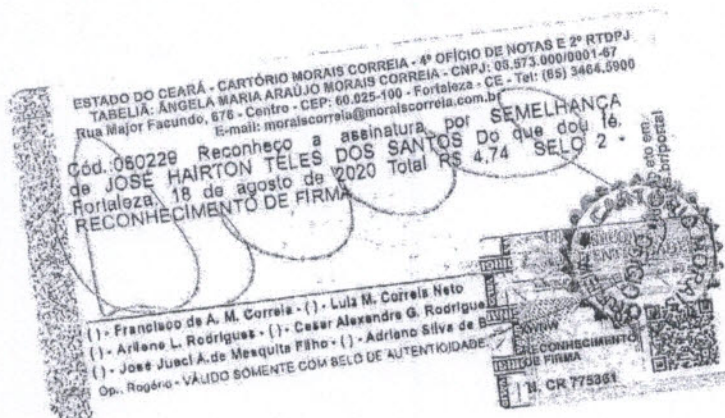 ESTADO DO CEARÁ - CARTÓRIO MORAIS CORREIA - 4º OFÍCIO DE NOTAS E 2º RTDPJ
TABELIÃ: ÂNGELA MARIA ARAÚJO MORAIS CORREIA - CNPJ: 06.573.000/0001-67
Rua Major Facundo, 676 - Centro - CEP: 60.025-100 - Fortaleza - CE - Tel: (85) 3464.5900
E-mail: moraiscorreia@moraiscorreia.com.br
Cód.:060229 Reconheço a assinatura por SEMELHANÇA
de JOSÉ HAIRTON TELES DOS SANTOS Do que dou fé.
Fortaleza, 18 de agosto de 2020 Total R$ 4,74 SELO 2 -
RECONHECIMENTO DE FIRMA
( ) - Francisco de A. M. Correia - ( ) - Luiz M. Correia Neto
( ) - Arilene L. Rodrigues - ( ) - Cesar Alexandre G. Rodrigue
( ) - José Juaci A. de Mesquita Filho - ( ) - Adriano Silva de
Op.. Rogério - VÁLIDO SOMENTE COM SELO DE AUTENTICIDADE
RECONHECIMENTO
DE FIRMA
N. CR 775361